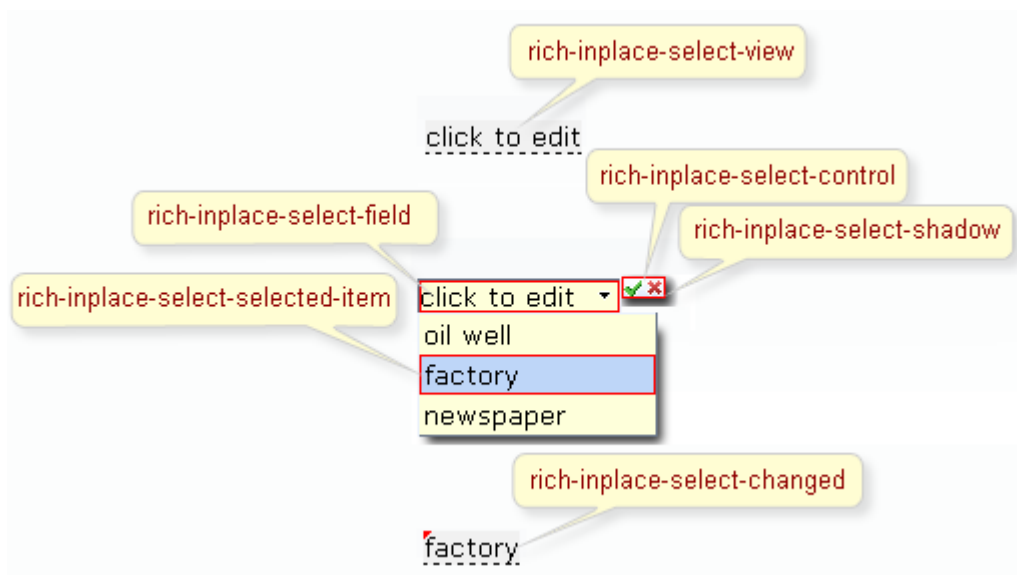 rich-inplace-select-view
click to edit
rich-inplace-select-control
rich-inplace-select-field
rich-inplace-select-shadow
rich-inplace-select-selected-item
click to edit
oil well
factory
newspaper
rich-inplace-select-changed
factory